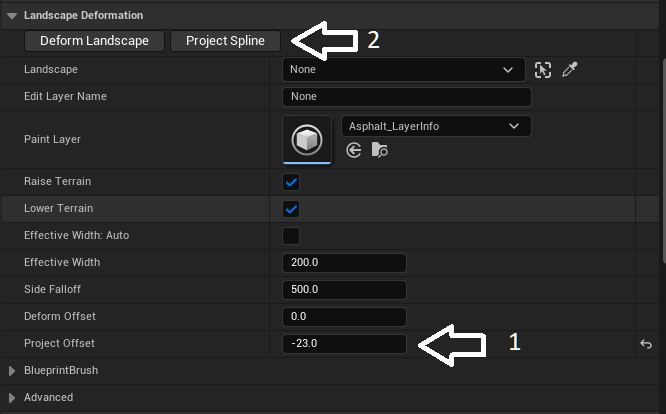 Landscape Deformation
Deform Landscape Project Spline 2
Landscape None
Edit Layer Name None
Asphalt_LayerInfo
Paint Layer
Raise Terrain
Lower Terrain
Effective Width: Auto
Effective Width 200.0
Side Falloff 500.0
Deform Offset 0.0
Project Offset -23.0 1
BlueprintBrush
Advanced